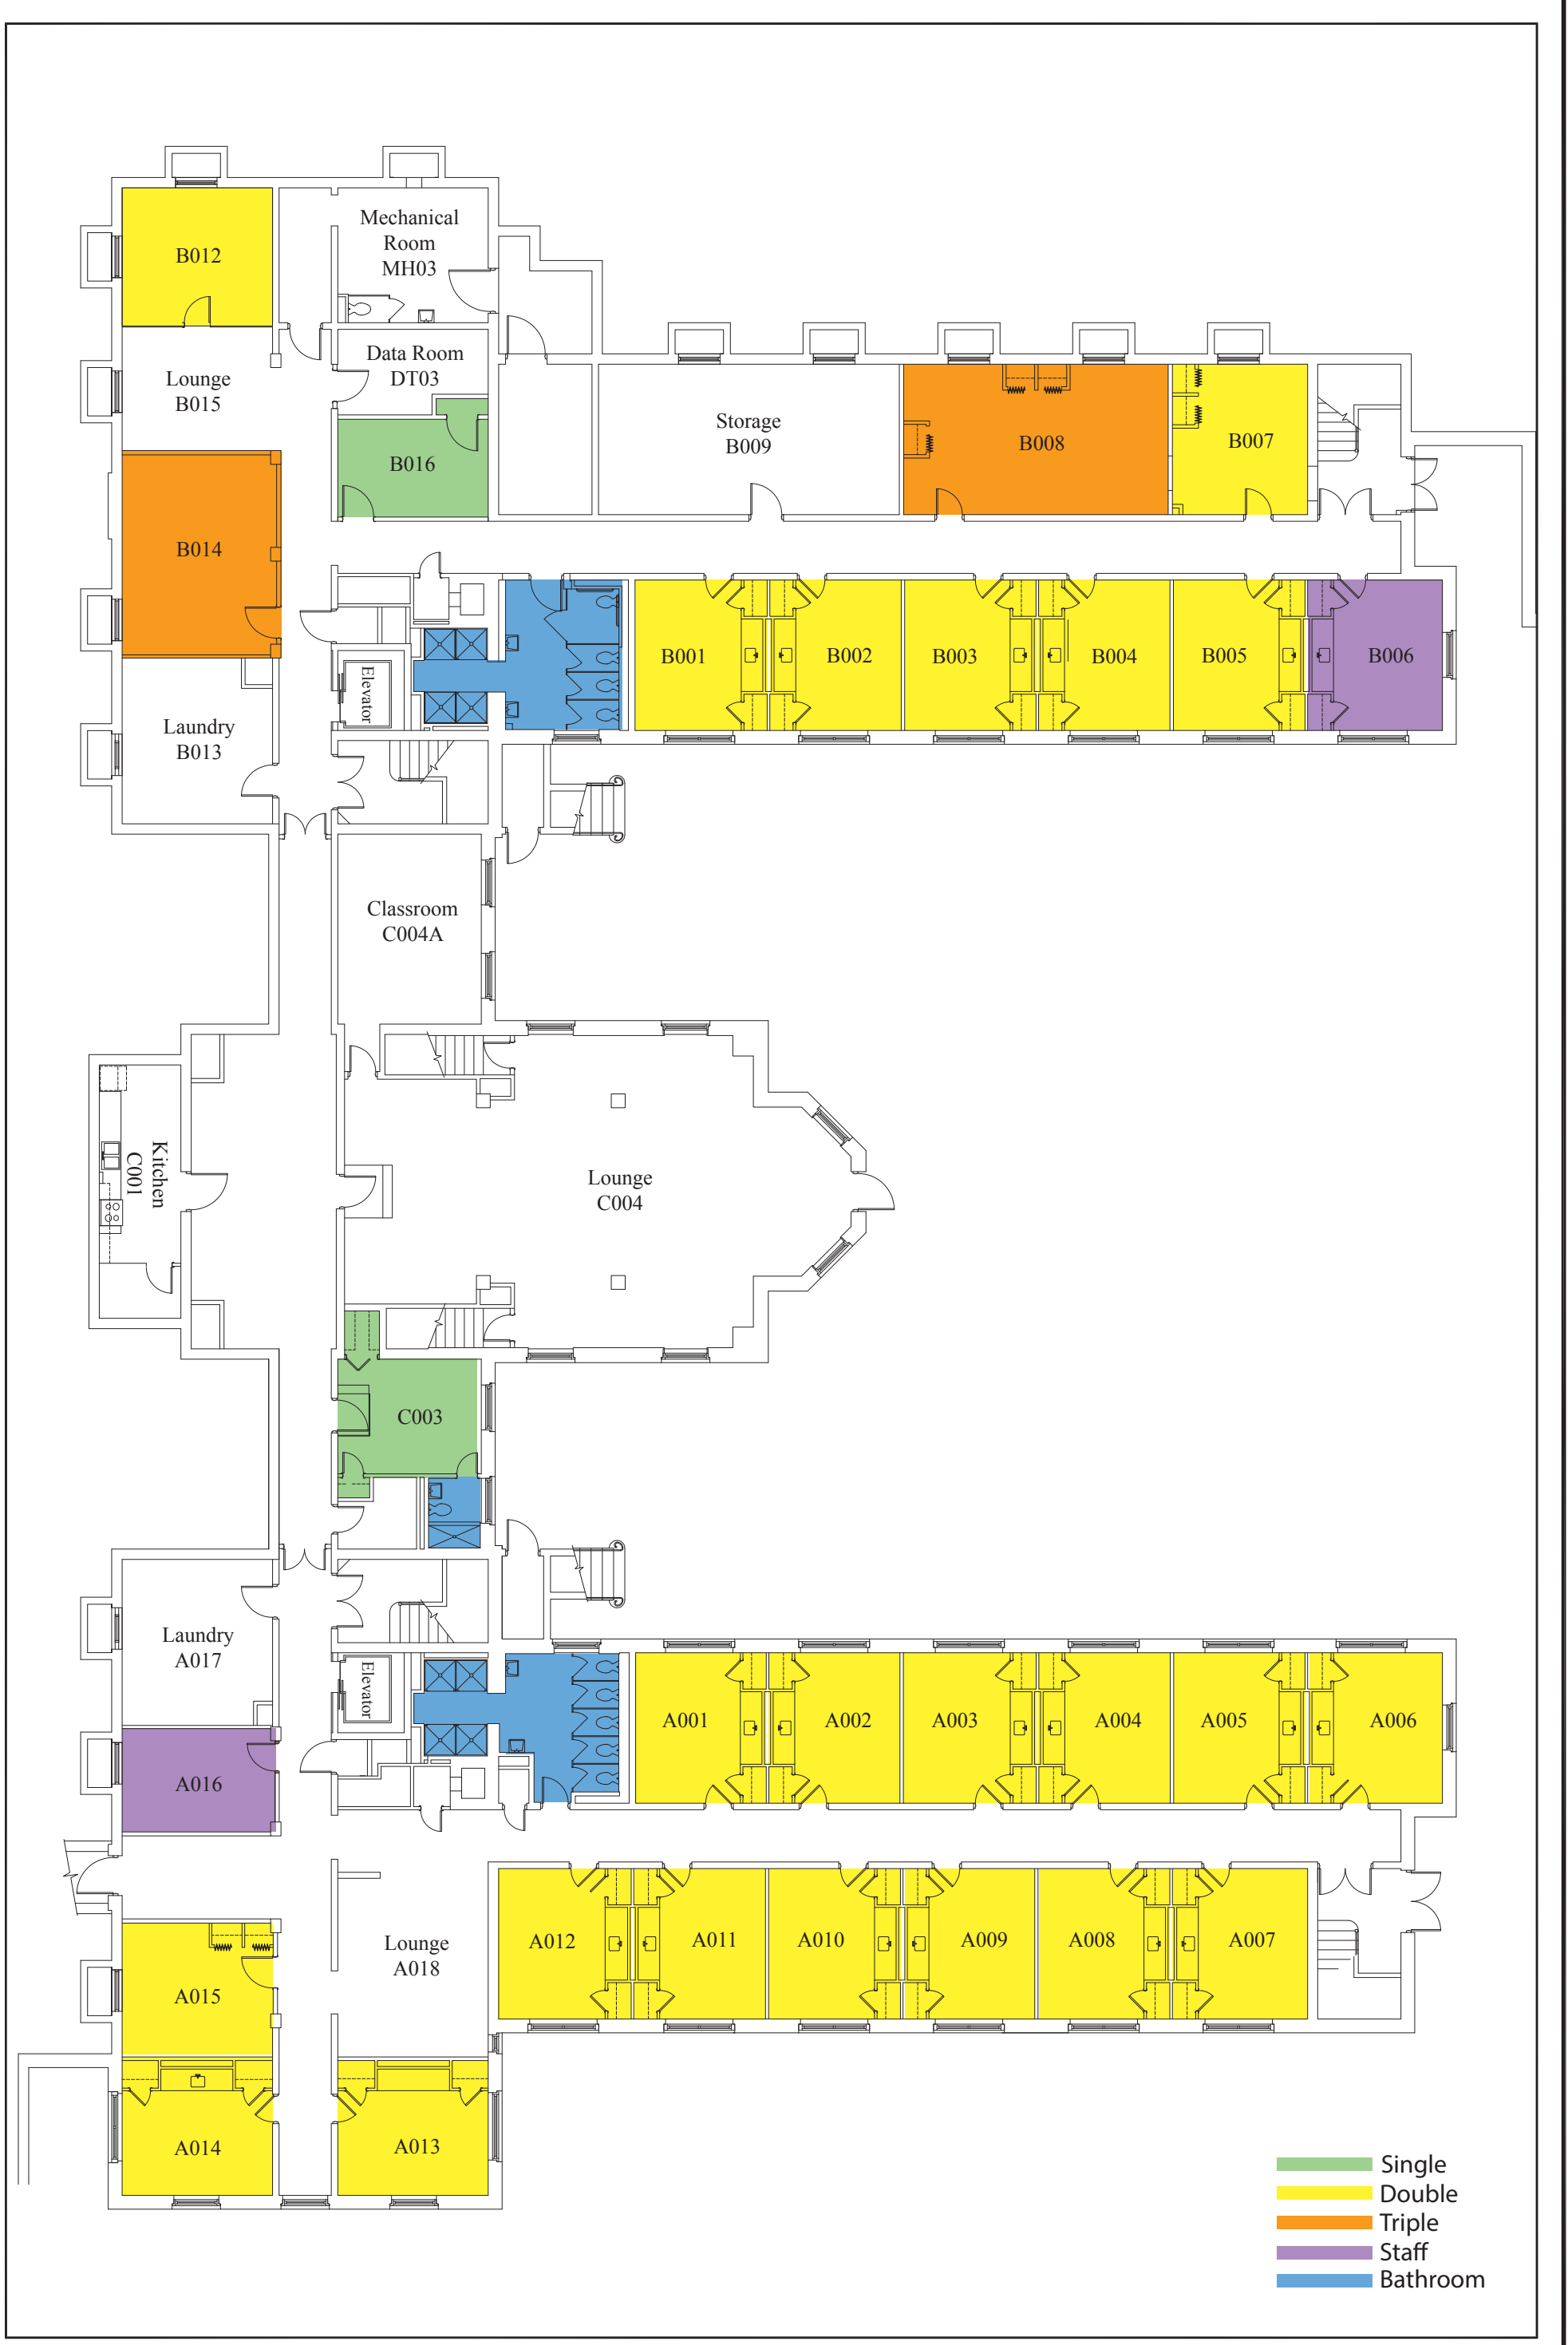 Mechanical
Room
MH03
B012
Data Room
DT03
Lounge
B015
Storage
B009
B008
B007
B016
B014
B001
B002
B003
B004
B005
B006
Elevator
Laundry
B013
Classroom
C004A
Kitchen
C001
Lounge
C004
C003
Laundry
A017
Elevator
A001
A002
A003
A004
A005
A006
A016
A012
A011
A010
A009
A008
A007
Lounge
A018
A015
A014
A013
Single
Double
Triple
Staff
Bathroom